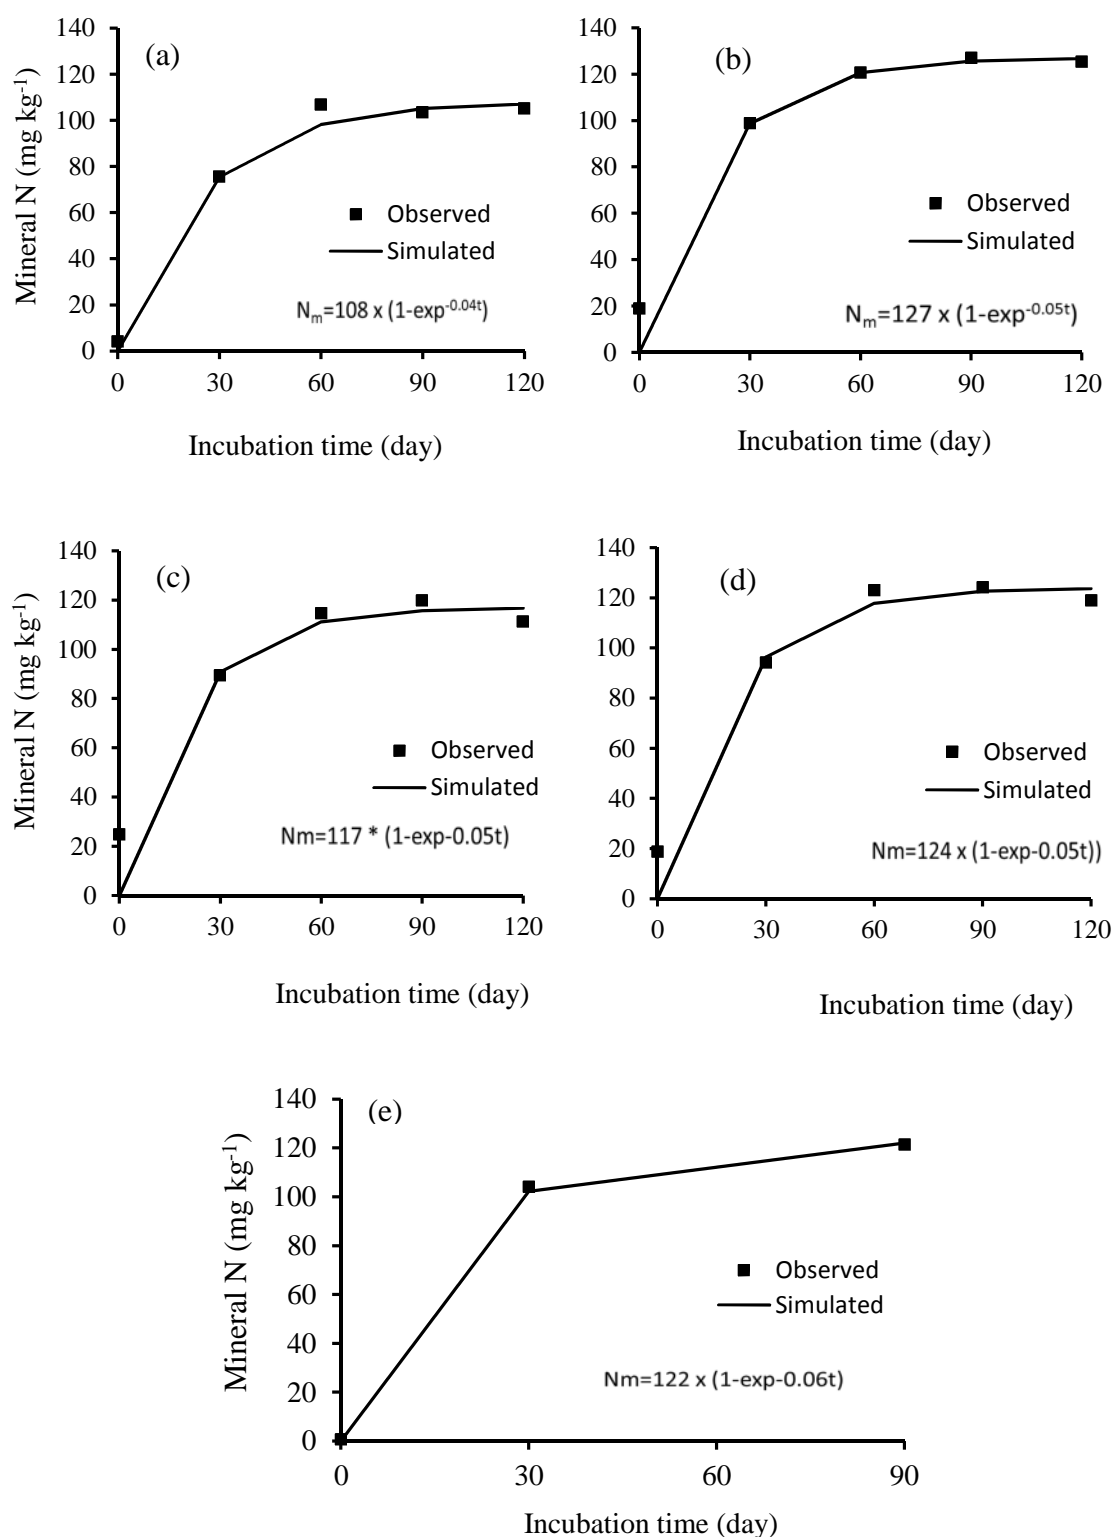 (a)
Mineral N (mg kg⁻¹)
140
120
100
80
60
40
20
0
0 30 60 90 120
Observed
Simulated
Nₘ=108 x (1-exp⁻⁰·⁰⁴ᵗ)
Incubation time (day)
(b)
140
120
100
80
60
40
20
0
0 30 60 90 120
Observed
Simulated
Nₘ=127 x (1-exp⁻⁰·⁰⁵ᵗ)
Incubation time (day)
(c)
Mineral N (mg kg⁻¹)
140
120
100
80
60
40
20
0
0 30 60 90 120
Observed
Simulated
Nm=117 * (1-exp-0.05t)
Incubation time (day)
(d)
140
120
100
80
60
40
20
0
0 30 60 90 120
Observed
Simulated
Nm=124 x (1-exp-0.05t))
Incubation time (day)
(e)
Mineral N (mg kg⁻¹)
140
120
100
80
60
40
20
0
0 30 60 90
Observed
Simulated
Nm=122 x (1-exp-0.06t)
Incubation time (day)